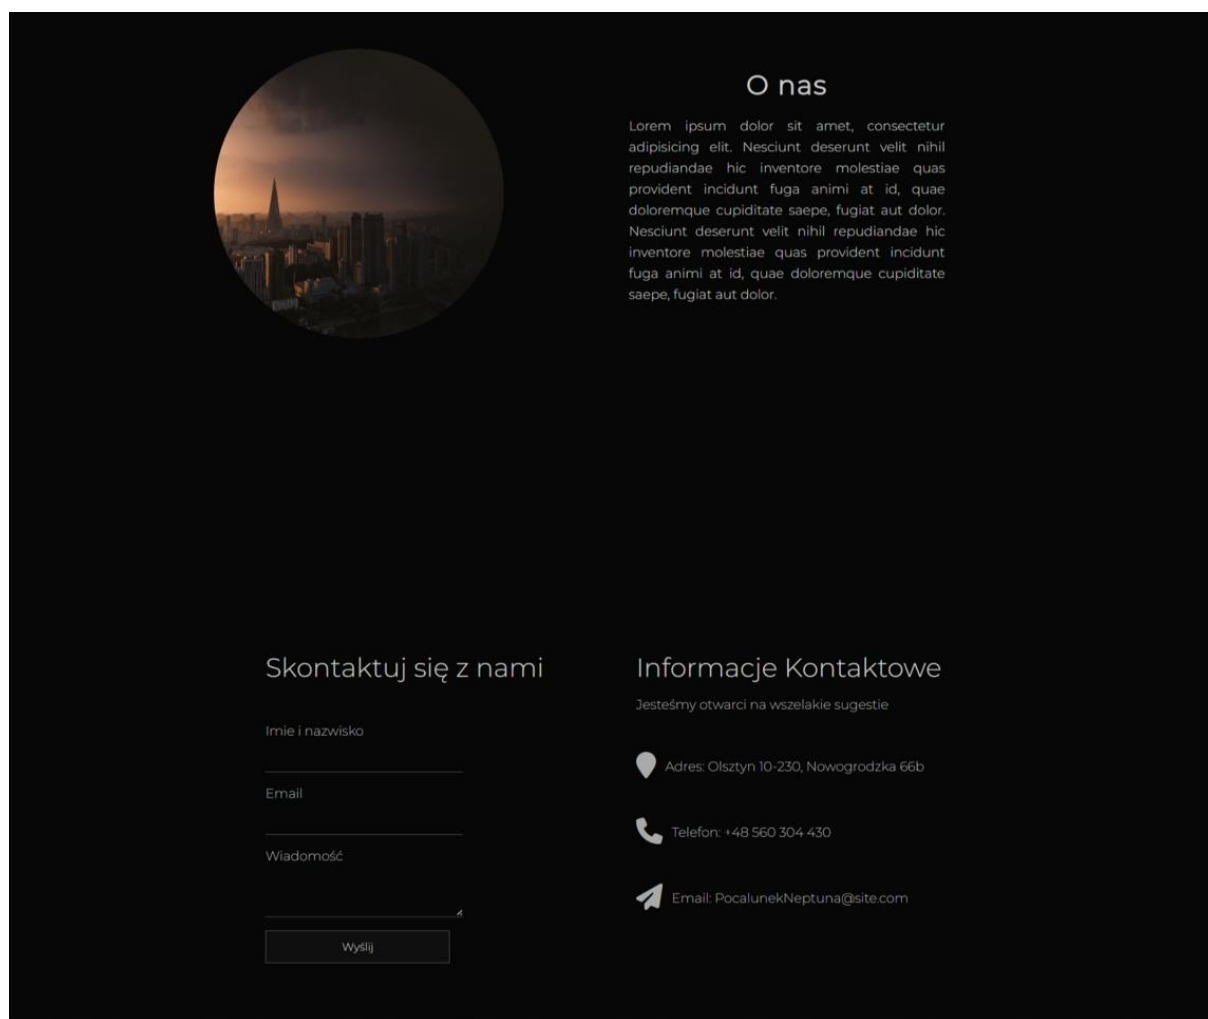 O nas
Lorem ipsum dolor sit amet, consectetur
adipisicing elit. Nesciunt deserunt velit nihil
repudiandae hic inventore molestiae quas
provident incidunt fuga animi at id, quae
doloremque cupiditate saepe, fugiat aut dolor.
Nesciunt deserunt velit nihil repudiandae hic
inventore molestiae quas provident incidunt
fuga animi at id, quae doloremque cupiditate
saepe, fugiat aut dolor.
Skontaktuj się z nami
Imie i nazwisko
Email
Wiadomość
Wyślij
Informacje Kontaktowe
Jesteśmy otwarci na wszelakie sugestie
Adres: Olsztyn 10-230, Nowogrodzka 66b
Telefon: +48 560 304 430
Email: PocalunekNeptuna@site.com